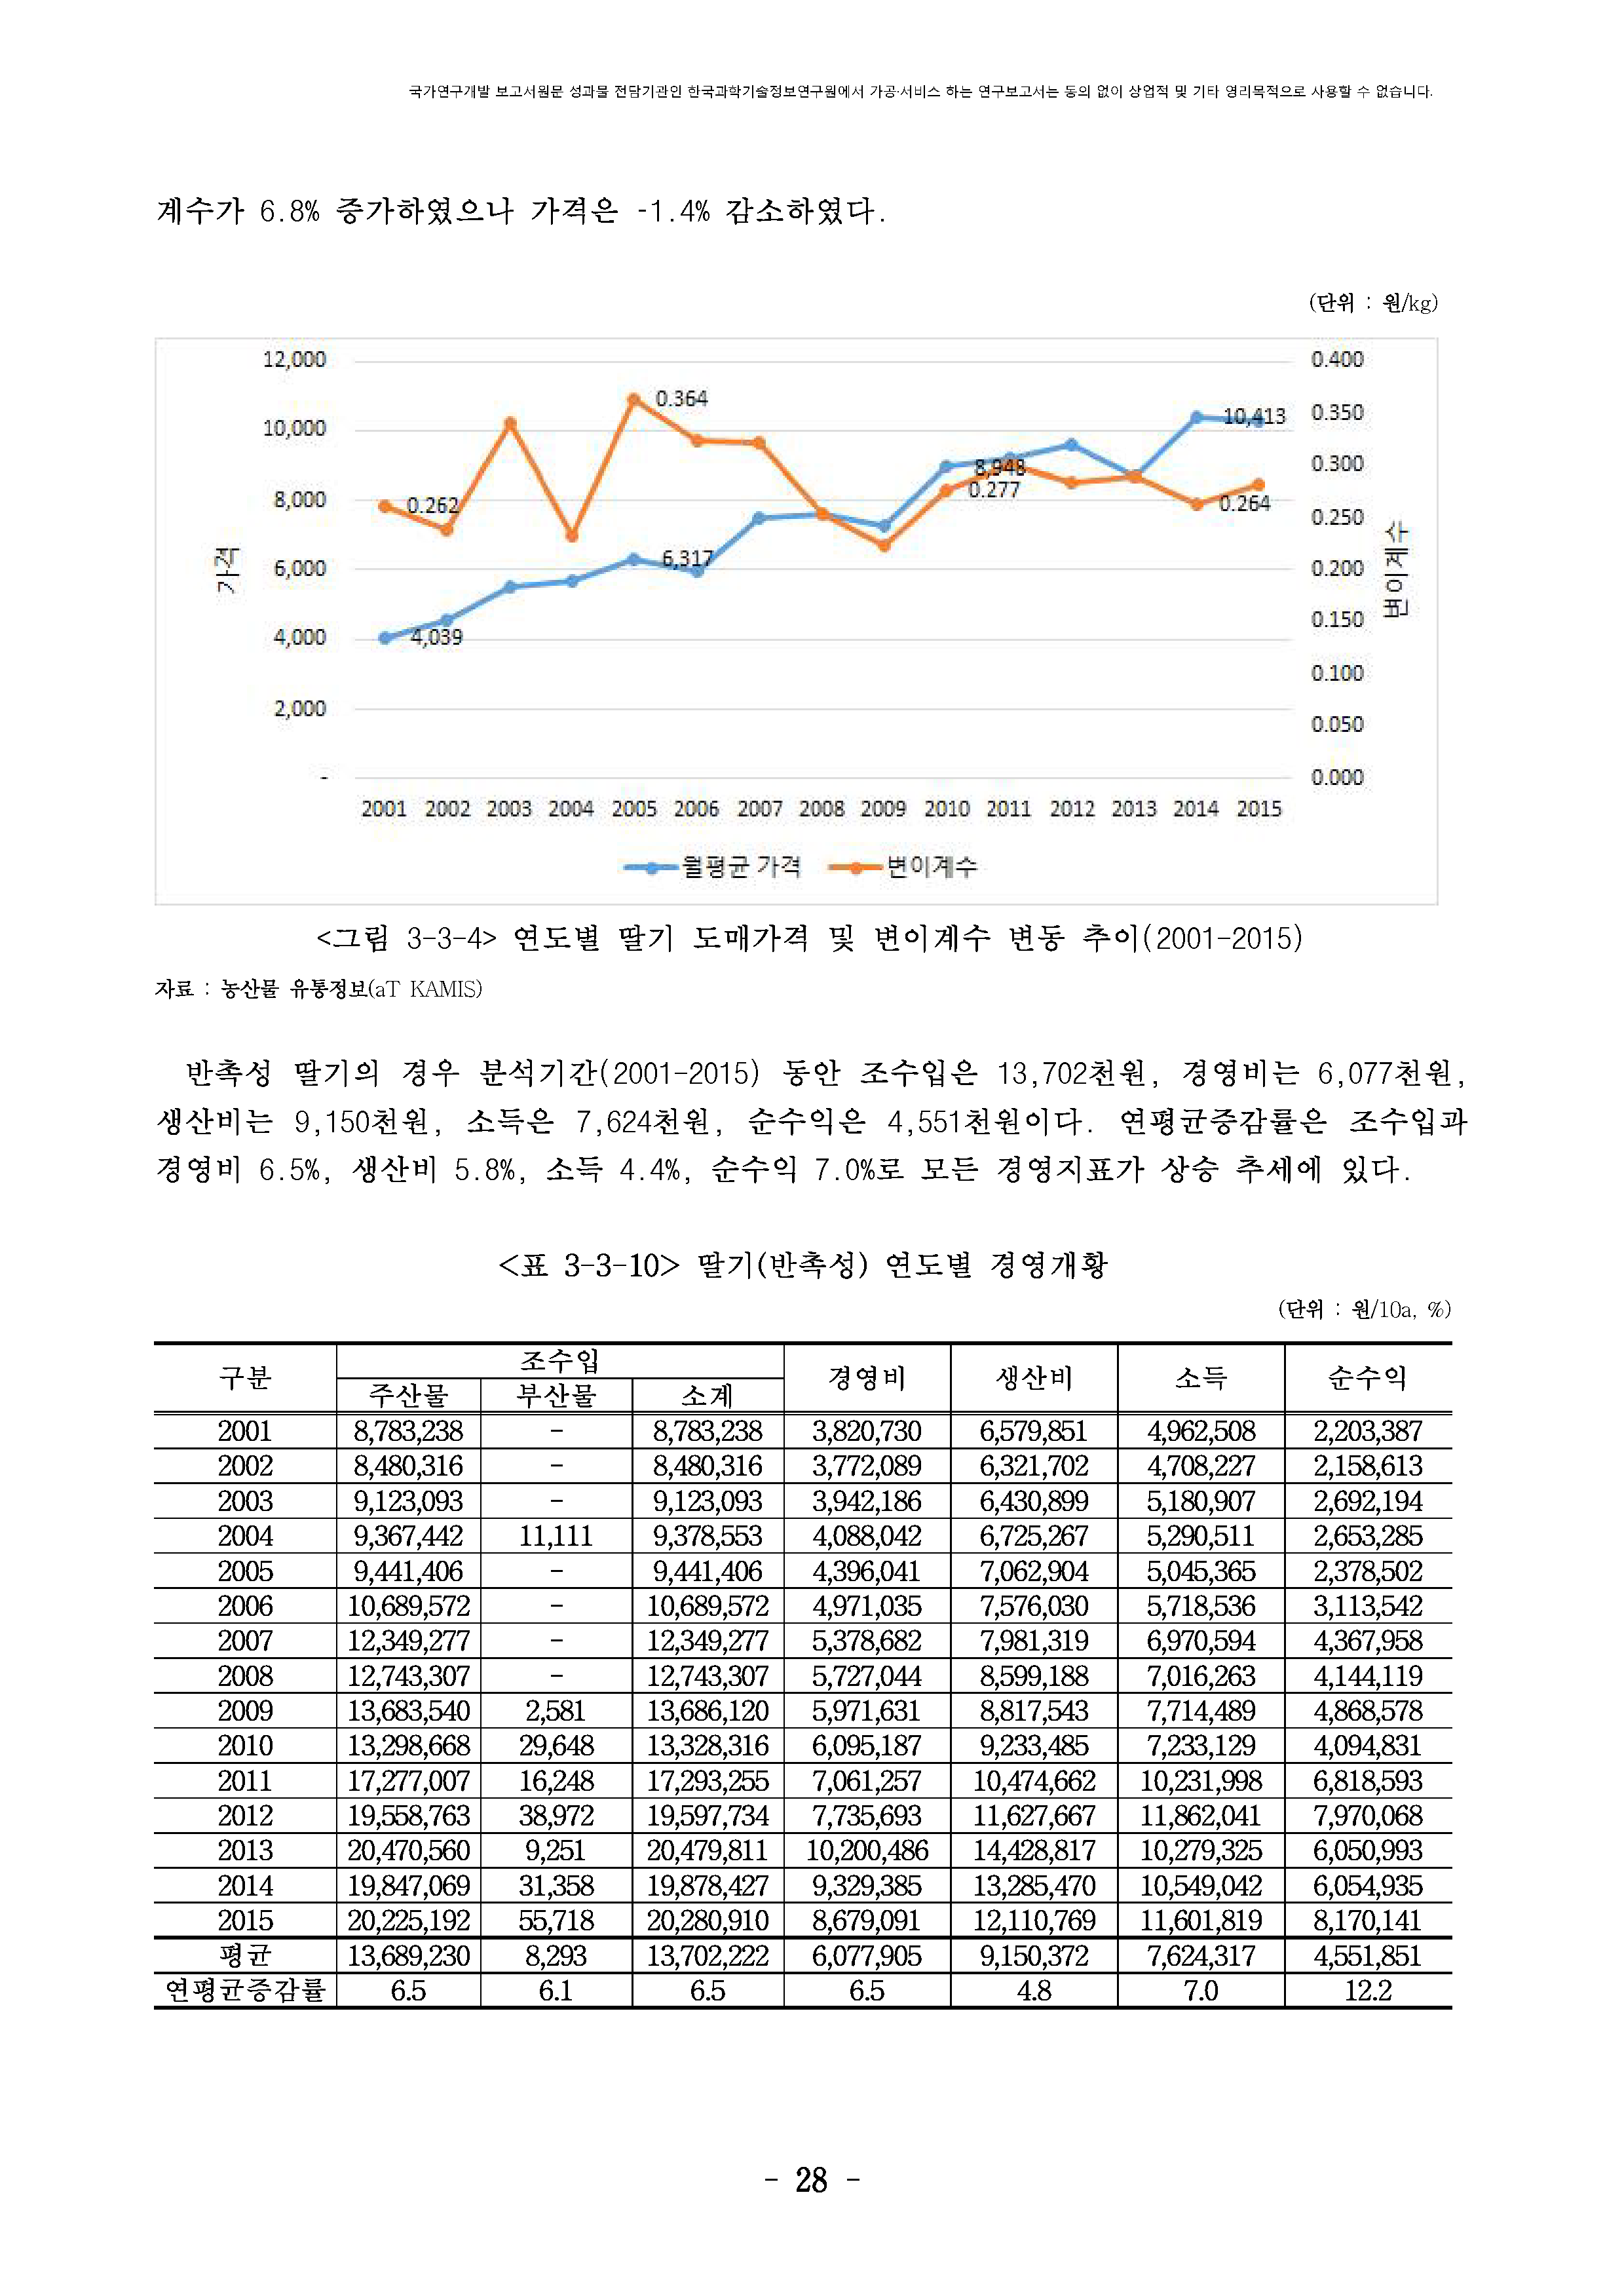 국가연구개발 보고서원문 성과물 전담기관인 한국과학기술정보연구원에서 가공·서비스 하는 연구보고서는 동의 없이 상업적 및 기타 영리목적으로 사용할 수 없습니다.
계수가 6.8% 증가하였으나 가격은 -1.4% 감소하였다.
(단위 : 원/kg)
12,000 0.400
0.364
10,000 10,413 0.350
8,948 0.300
0.277
8,000 0.262 0.264 0.250
가격 변이계수
6,000 6,317 0.200
4,000 4,039 0.150
0.100
2,000 0.050
- 0.000
2001 2002 2003 2004 2005 2006 2007 2008 2009 2010 2011 2012 2013 2014 2015
월평균 가격 변이계수
<그림 3-3-4> 연도별 딸기 도매가격 및 변이계수 변동 추이(2001-2015)
자료 : 농산물 유통정보(aT KAMIS)
반촉성 딸기의 경우 분석기간(2001-2015) 동안 조수입은 13,702천원, 경영비는 6,077천원,
생산비는 9,150천원, 소득은 7,624천원, 순수익은 4,551천원이다. 연평균증감률은 조수입과
경영비 6.5%, 생산비 5.8%, 소득 4.4%, 순수익 7.0%로 모든 경영지표가 상승 추세에 있다.
<표 3-3-10> 딸기(반촉성) 연도별 경영개황
(단위 : 원/10a, %)
구분 조수입 경영비 생산비 소득 순수익
주산물 부산물 소계
2001 8,783,238 - 8,783,238 3,820,730 6,579,851 4,962,508 2,203,387
2002 8,480,316 - 8,480,316 3,772,089 6,321,702 4,708,227 2,158,613
2003 9,123,093 - 9,123,093 3,942,186 6,430,899 5,180,907 2,692,194
2004 9,367,442 11,111 9,378,553 4,088,042 6,725,267 5,290,511 2,653,285
2005 9,441,406 - 9,441,406 4,396,041 7,062,904 5,045,365 2,378,502
2006 10,689,572 - 10,689,572 4,971,035 7,576,030 5,718,536 3,113,542
2007 12,349,277 - 12,349,277 5,378,682 7,981,319 6,970,594 4,367,958
2008 12,743,307 - 12,743,307 5,727,044 8,599,188 7,016,263 4,144,119
2009 13,683,540 2,581 13,686,120 5,971,631 8,817,543 7,714,489 4,868,578
2010 13,298,668 29,648 13,328,316 6,095,187 9,233,485 7,233,129 4,094,831
2011 17,277,007 16,248 17,293,255 7,061,257 10,474,662 10,231,998 6,818,593
2012 19,558,763 38,972 19,597,734 7,735,693 11,627,667 11,862,041 7,970,068
2013 20,470,560 9,251 20,479,811 10,200,486 14,428,817 10,279,325 6,050,993
2014 19,847,069 31,358 19,878,427 9,329,385 13,285,470 10,549,042 6,054,935
2015 20,225,192 55,718 20,280,910 8,679,091 12,110,769 11,601,819 8,170,141
평균 13,689,230 8,293 13,702,222 6,077,905 9,150,372 7,624,317 4,551,851
연평균증감률 6.5 6.1 6.5 6.5 4.8 7.0 12.2
- 28 -